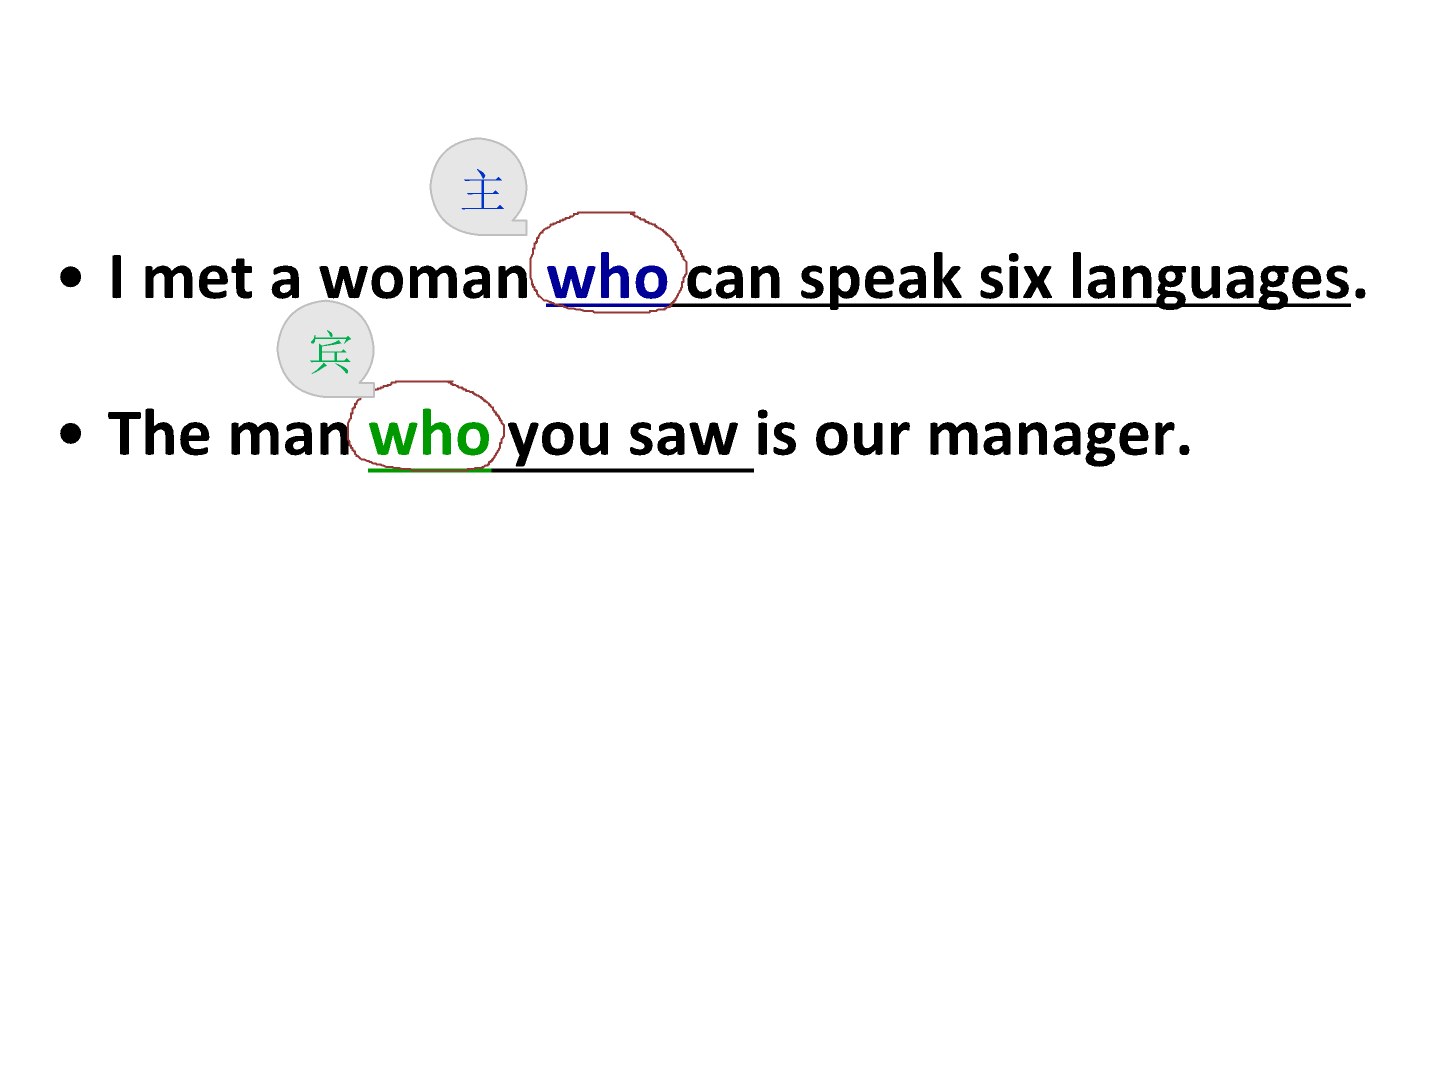 主
• I met a woman who can speak six languages.
宾
• The man who you saw is our manager.